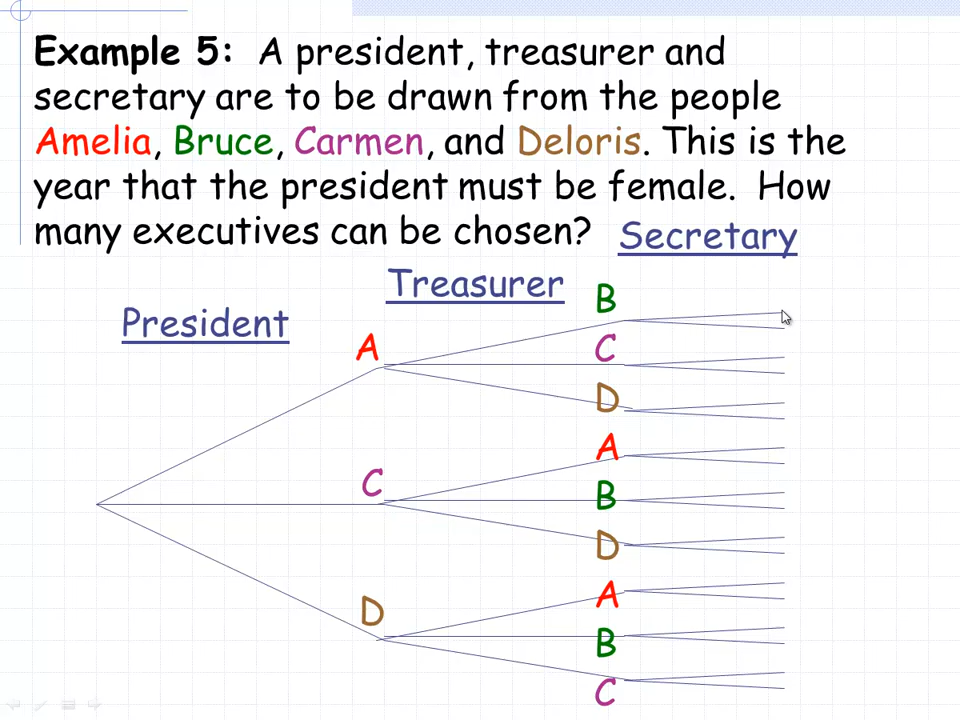 Example 5: A president, treasurer and
secretary are to be drawn from the people
Amelia, Bruce, Carmen, and Deloris. This is the
year that the president must be female. How
many executives can be chosen?
Secretary
Treasurer
President
B
A
C
D
A
C
B
D
A
D
B
C